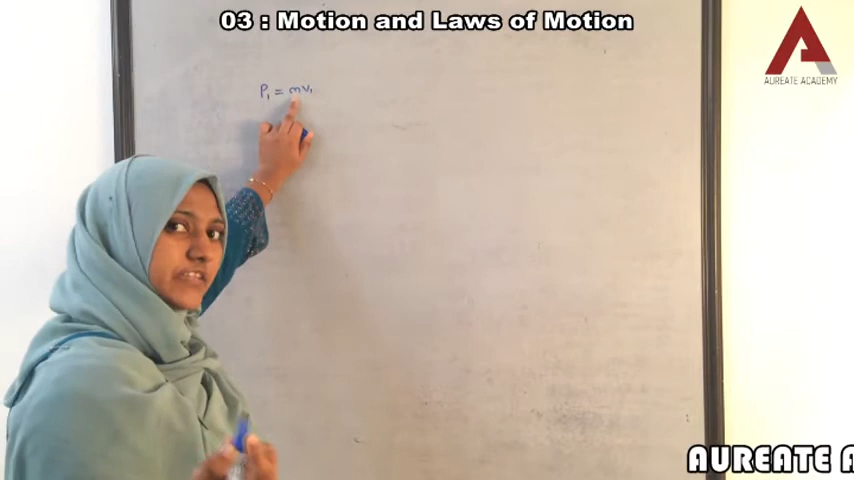 03 : Motion and Laws of Motion
AUREATE ACADEMY
P₁ = mv₁
AUREATE A